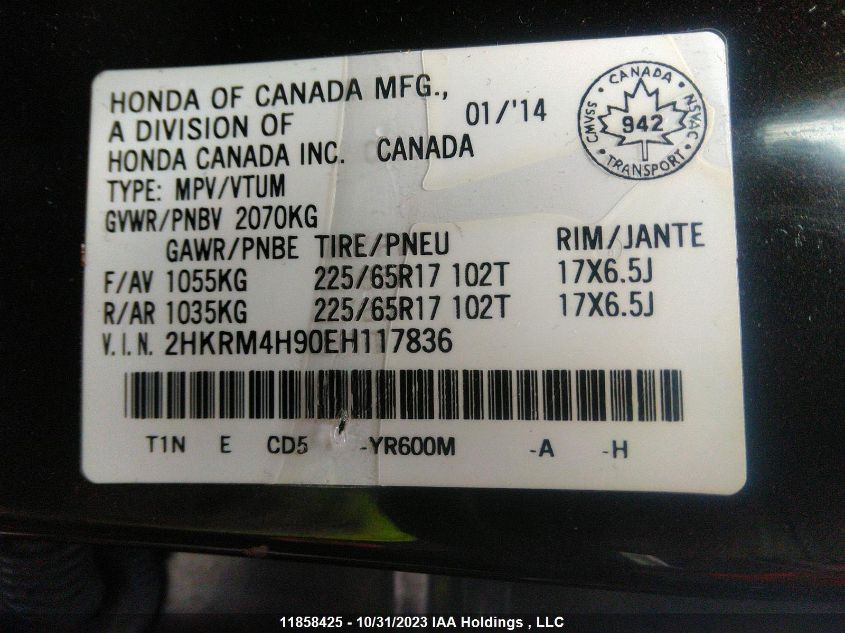 HONDA OF CANADA MFG.,
A DIVISION OF
HONDA CANADA INC. CANADA
01/'14
CANADA
CMVSS 942 NSVAC
TRANSPORT
TYPE: MPV/VTUM
GVWR/PNBV 2070KG
GAWR/PNBE TIRE/PNEU RIM/JANTE
F/AV 1055KG 225/65R17 102T 17X6.5J
R/AR 1035KG 225/65R17 102T 17X6.5J
V.I.N. 2HKRM4H90EH117836
T1N E CD5 -YR600M -A -H
11858425 - 10/31/2023 IAA Holdings , LLC